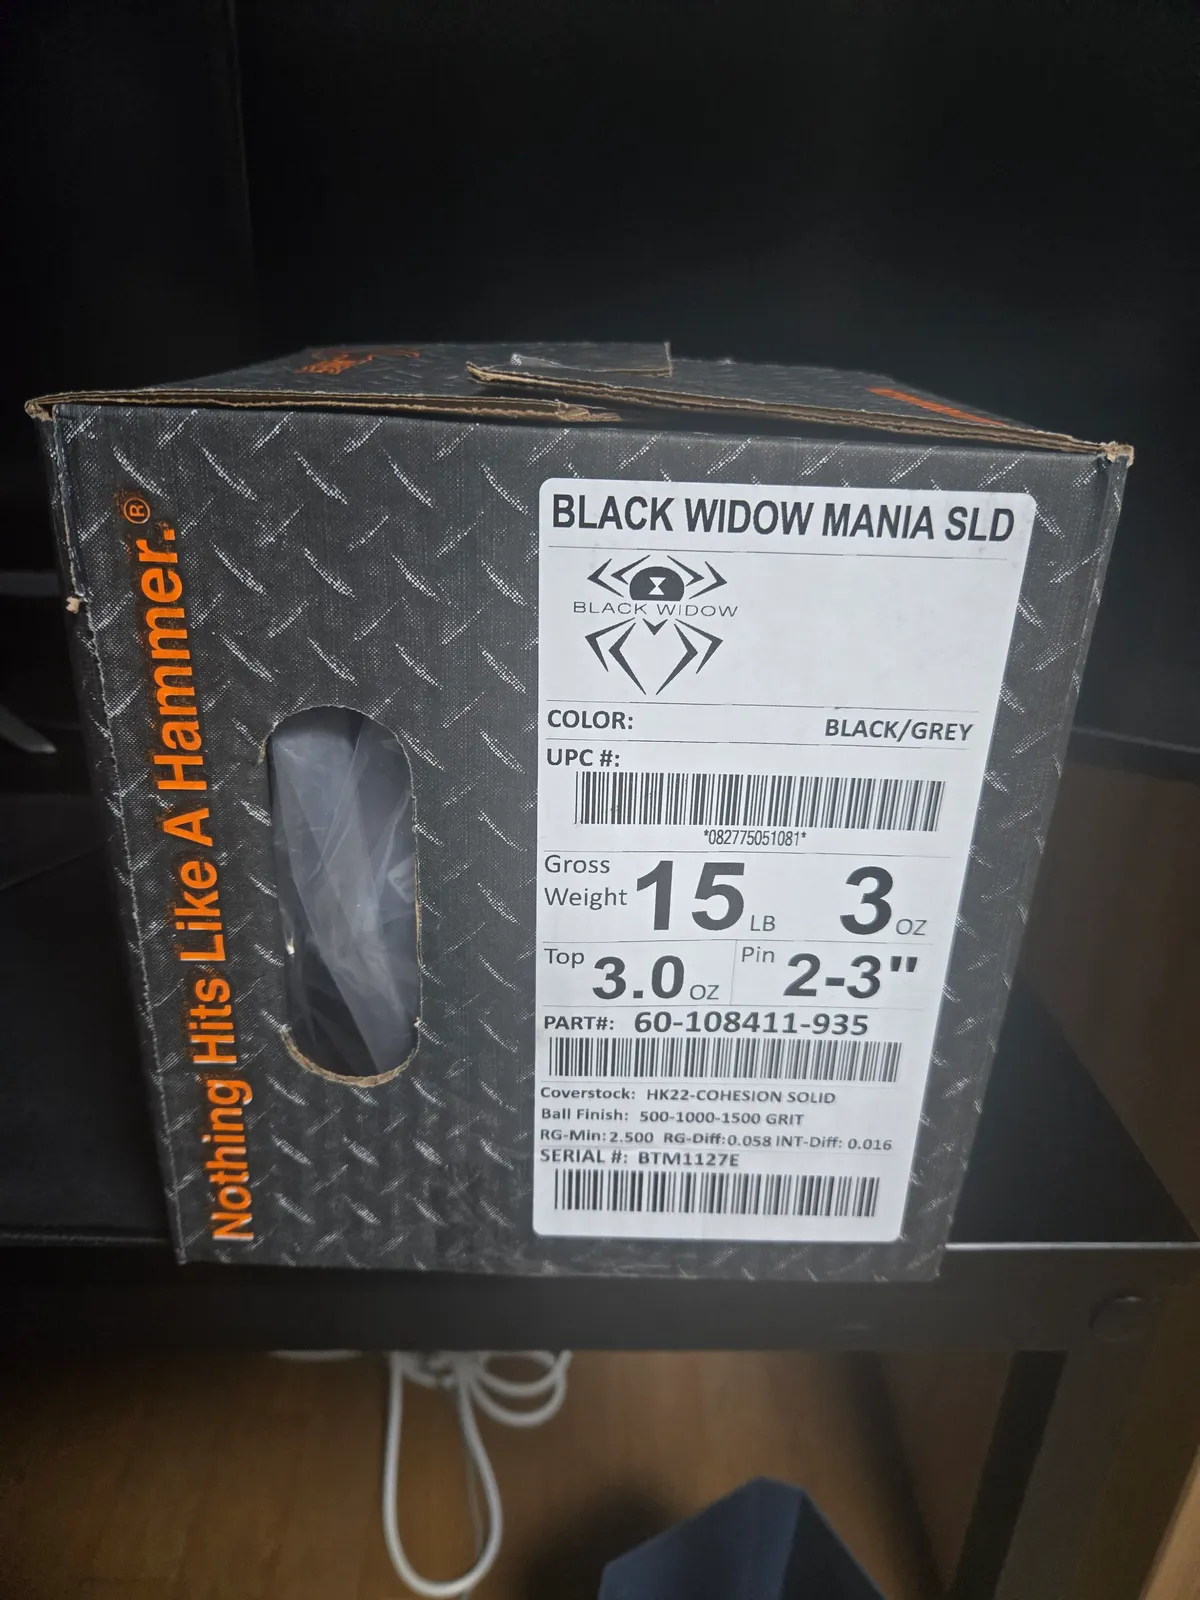 Nothing Hits Like A Hammer.®
BLACK WIDOW MANIA SLD
BLACK WIDOW
COLOR: BLACK/GREY
UPC #:
*082775051081*
Gross Weight 15 LB 3 OZ
Top 3.0 OZ Pin 2-3"
PART#: 60-108411-935
Coverstock: HK22-COHESION SOLID
Ball Finish: 500-1000-1500 GRIT
RG-Min: 2.500 RG-Diff: 0.058 INT-Diff: 0.016
SERIAL #: BTM1127E